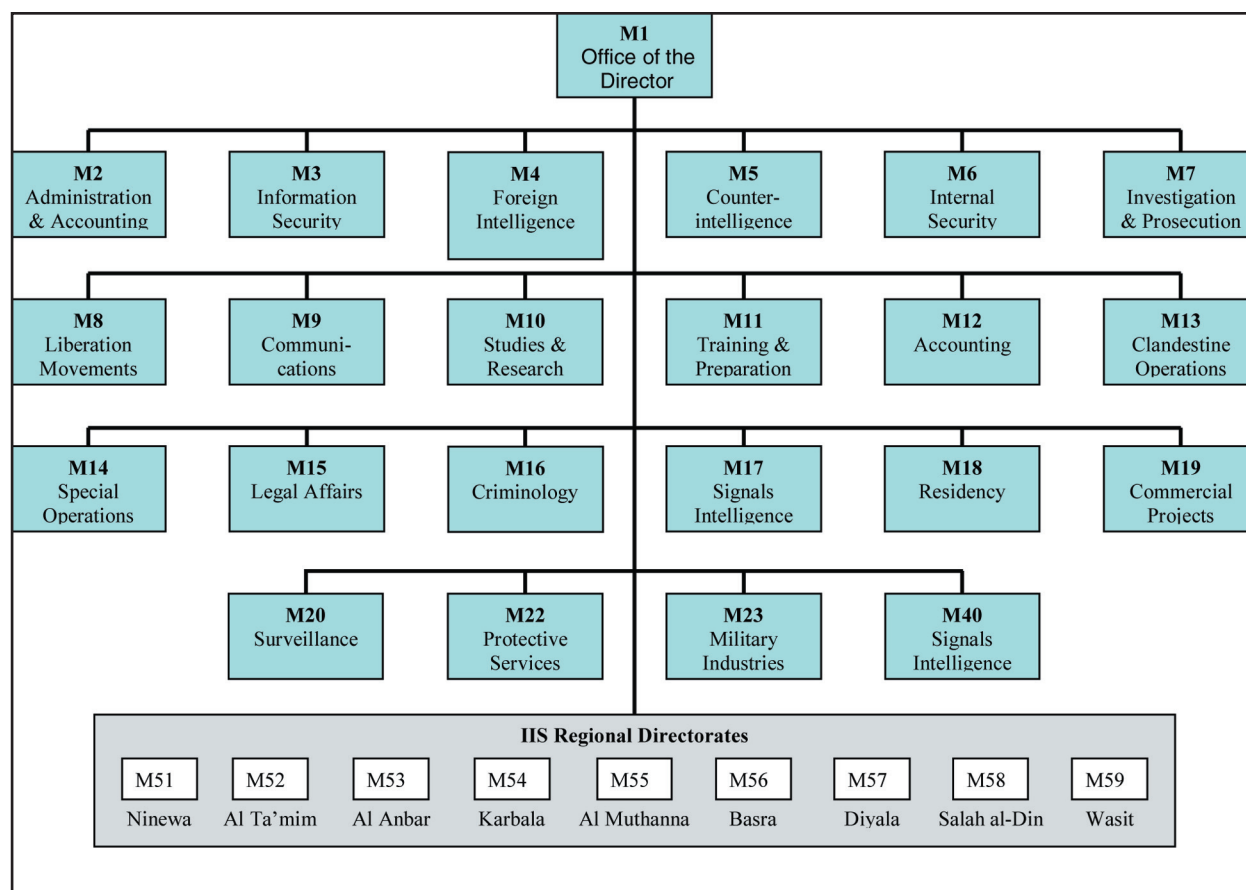 M1
Office of the
Director
M2
Administration
& Accounting
M3
Information
Security
M4
Foreign
Intelligence
M5
Counter-
intelligence
M6
Internal
Security
M7
Investigation
& Prosecution
M8
Liberation
Movements
M9
Communi-
cations
M10
Studies &
Research
M11
Training &
Preparation
M12
Accounting
M13
Clandestine
Operations
M14
Special
Operations
M15
Legal Affairs
M16
Criminology
M17
Signals
Intelligence
M18
Residency
M19
Commercial
Projects
M20
Surveillance
M22
Protective
Services
M23
Military
Industries
M40
Signals
Intelligence
IIS Regional Directorates
M51
Ninewa
M52
Al Ta’mim
M53
Al Anbar
M54
Karbala
M55
Al Muthanna
M56
Basra
M57
Diyala
M58
Salah al-Din
M59
Wasit